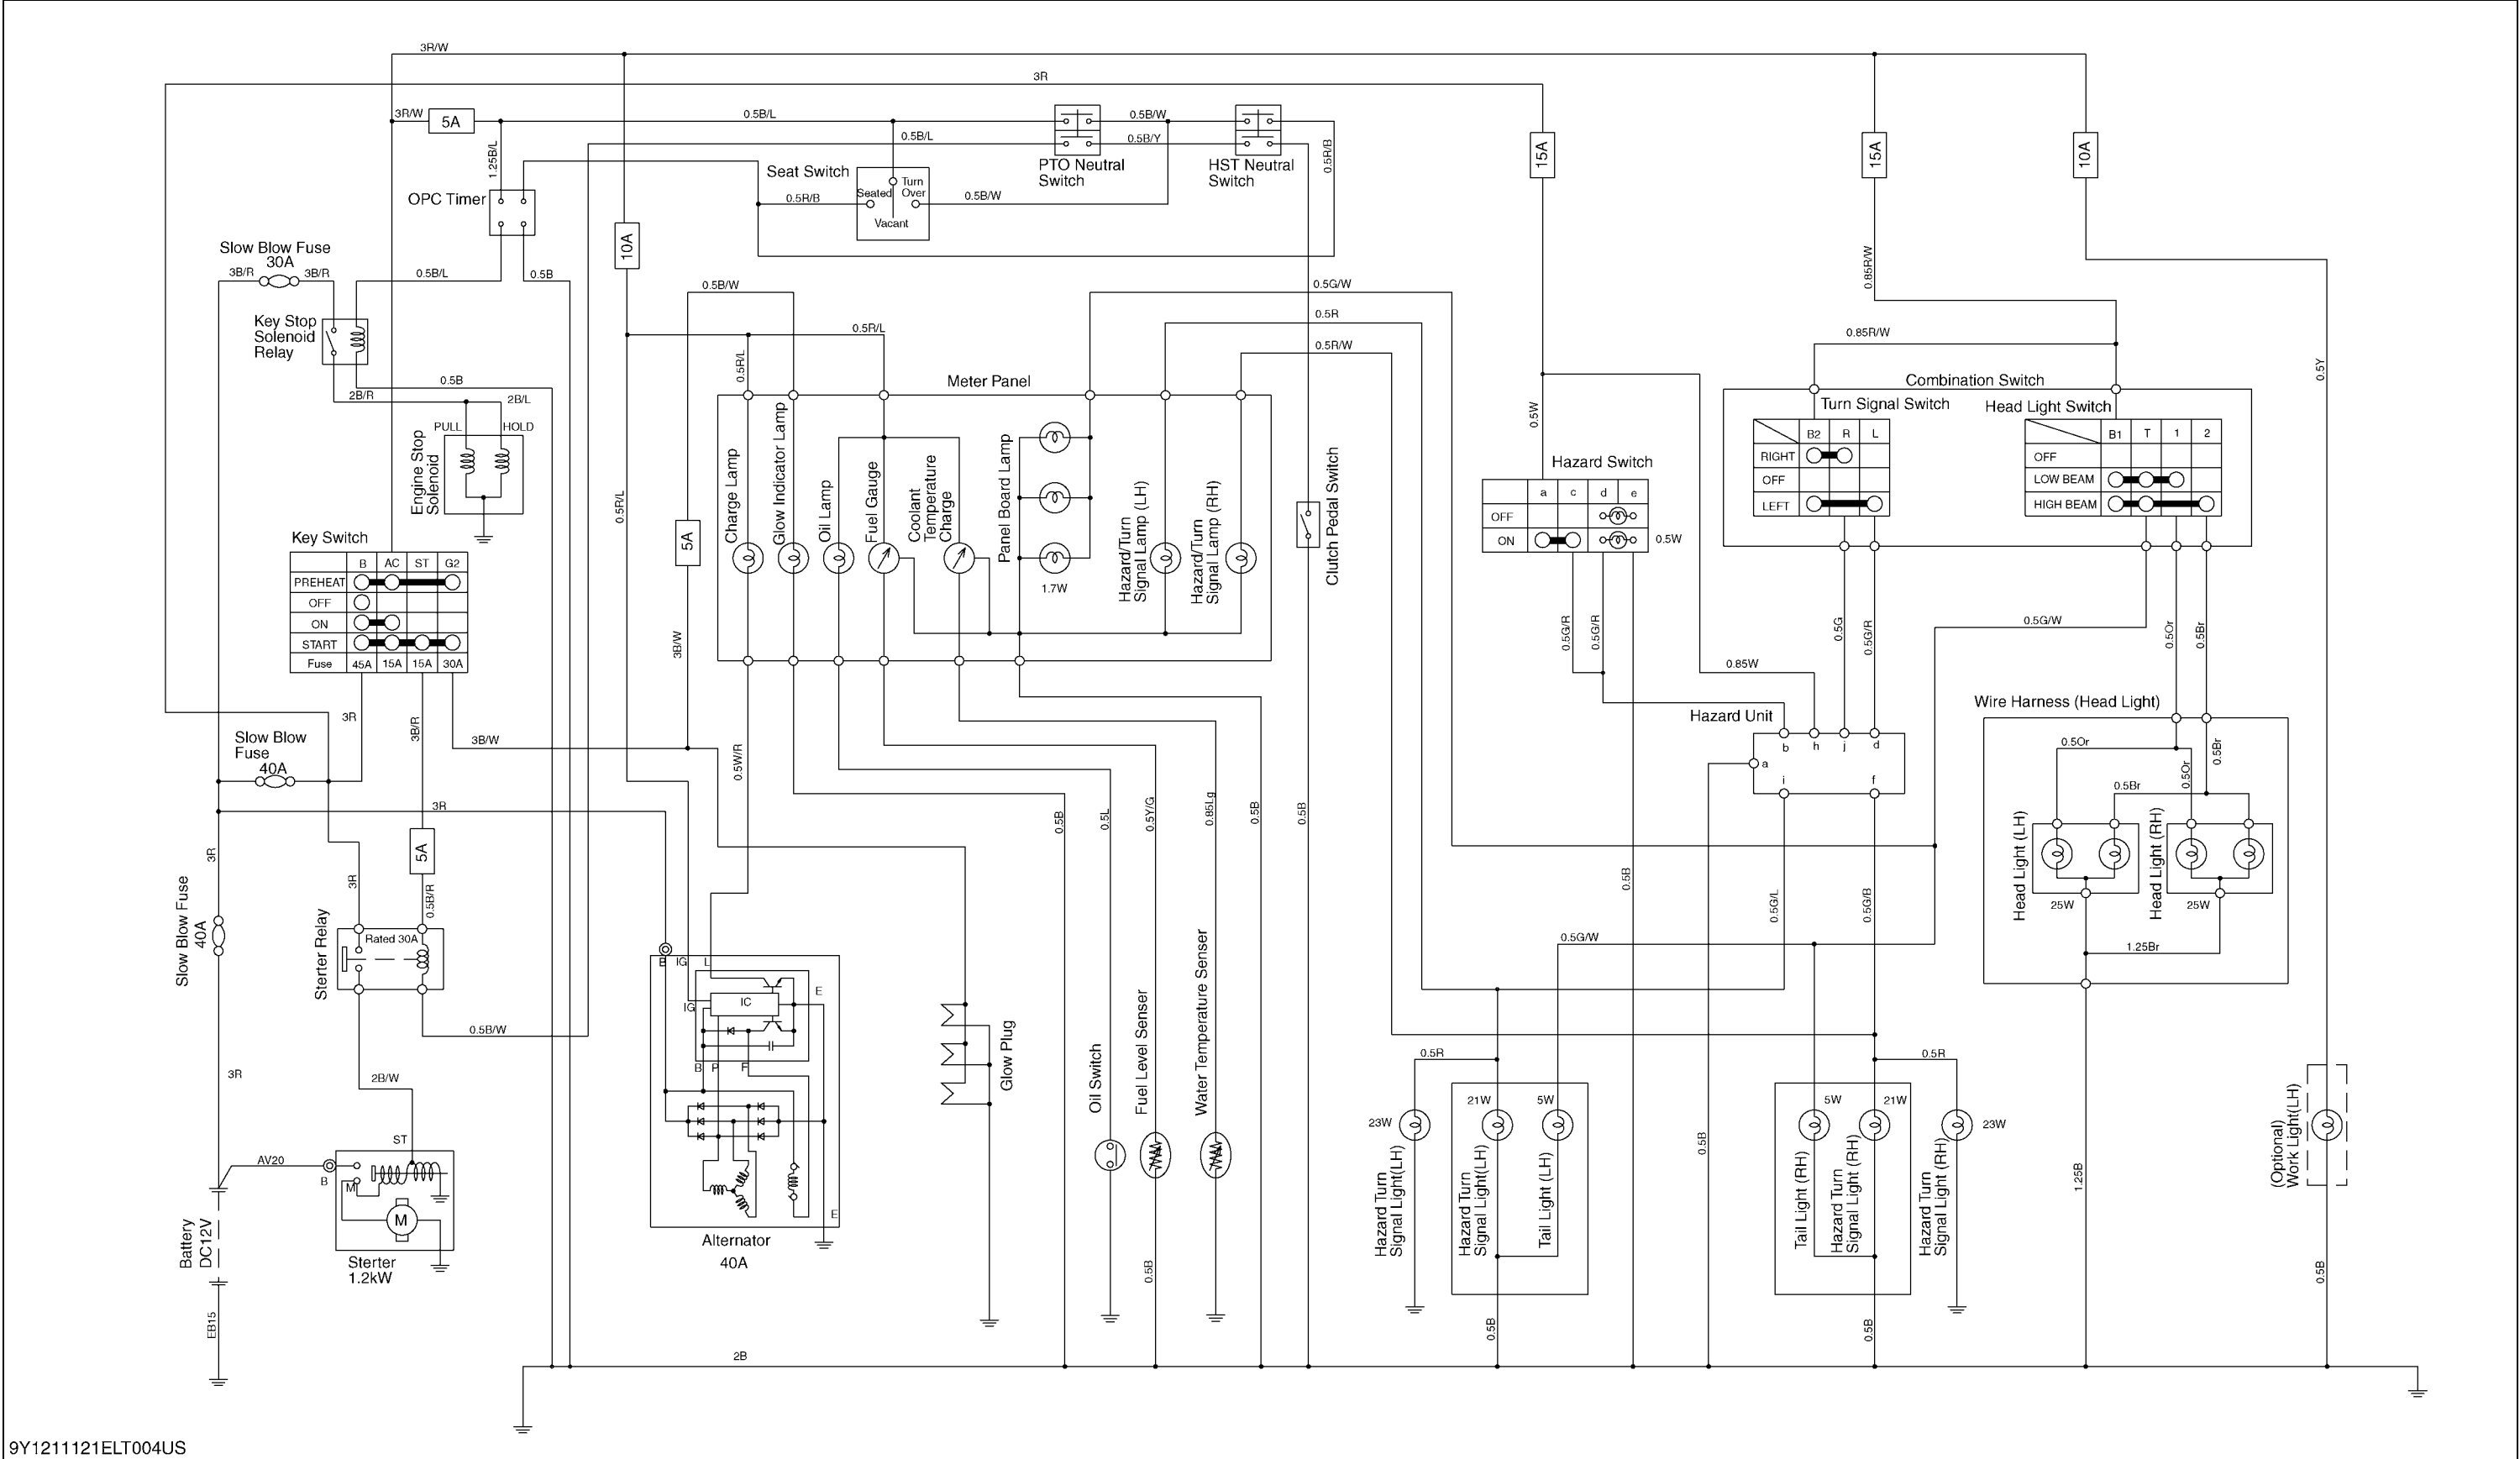 3R/W
3R
3R/W
5A
0.5B/L
0.5B/L
0.5B/W
0.5B/Y
PTO Neutral
Switch
HST Neutral
Switch
0.5R/B
15A
15A
10A
1.25B/L
OPC Timer
Seat Switch
Seated
Turn
Over
Vacant
0.5R/B
0.5B/W
10A
Slow Blow Fuse
30A
3B/R
3B/R
0.5B/L
0.5B
0.5B/W
0.5G/W
0.5R
0.5R/W
0.85R/W
0.85R/W
Key Stop
Solenoid
Relay
0.5R/L
0.5R/L
0.5B
2B/R
2B/L
PULL
HOLD
Engine Stop
Solenoid
0.5R/L
5A
Meter Panel
Charge Lamp
Glow Indicator Lamp
Oil Lamp
Fuel Gauge
Coolant
Temperature
Charge
Panel Board Lamp
1.7W
Hazard/Turn
Signal Lamp (LH)
Hazard/Turn
Signal Lamp (RH)
Clutch Pedal Switch
0.5W
Hazard Switch
a
c
d
e
OFF
ON
0.5W
Combination Switch
Turn Signal Switch
B2
R
L
RIGHT
OFF
LEFT
Head Light Switch
B1
T
1
2
OFF
LOW BEAM
HIGH BEAM
0.5Y
Key Switch
B
AC
ST
G2
PREHEAT
OFF
ON
START
Fuse
45A
15A
15A
30A
3R
3B/R
3B/W
3B/W
0.5W/R
0.5G/R
0.5G/R
0.5G
0.5G/R
0.5G/W
0.5Or
0.5Br
0.85W
Hazard Unit
b
h
j
d
a
i
f
Wire Harness (Head Light)
0.5Or
0.5Or
0.5Br
0.5Br
Head Light (LH)
25W
Head Light (RH)
25W
1.25Br
Slow Blow
Fuse
40A
3R
3R
3R
5A
0.5B/R
Slow Blow Fuse
40A
Sterter Relay
Rated 30A
0.5B/W
3R
2B/W
ST
AV20
B
M
M
Sterter
1.2kW
Battery
DC12V
EB15
B
IG
L
IG
IC
E
B
P
F
E
Alternator
40A
Glow Plug
0.5B
0.5L
0.5Y/G
0.85Lg
0.5B
0.5B
Oil Switch
Fuel Level Senser
Water Temperature Senser
0.5B
0.5B
0.5G/L
0.5G/B
0.5G/W
0.5R
0.5R
23W
Hazard Turn
Signal Light(LH)
21W
Hazard Turn
Signal Light(LH)
5W
Tail Light (LH)
0.5B
0.5B
5W
Tail Light (RH)
21W
Hazard Turn
Signal Light (RH)
23W
Hazard Turn
Signal Light (RH)
0.5B
1.25B
(Optional)
Work Light(LH)
0.5B
2B
9Y1211121ELT004US